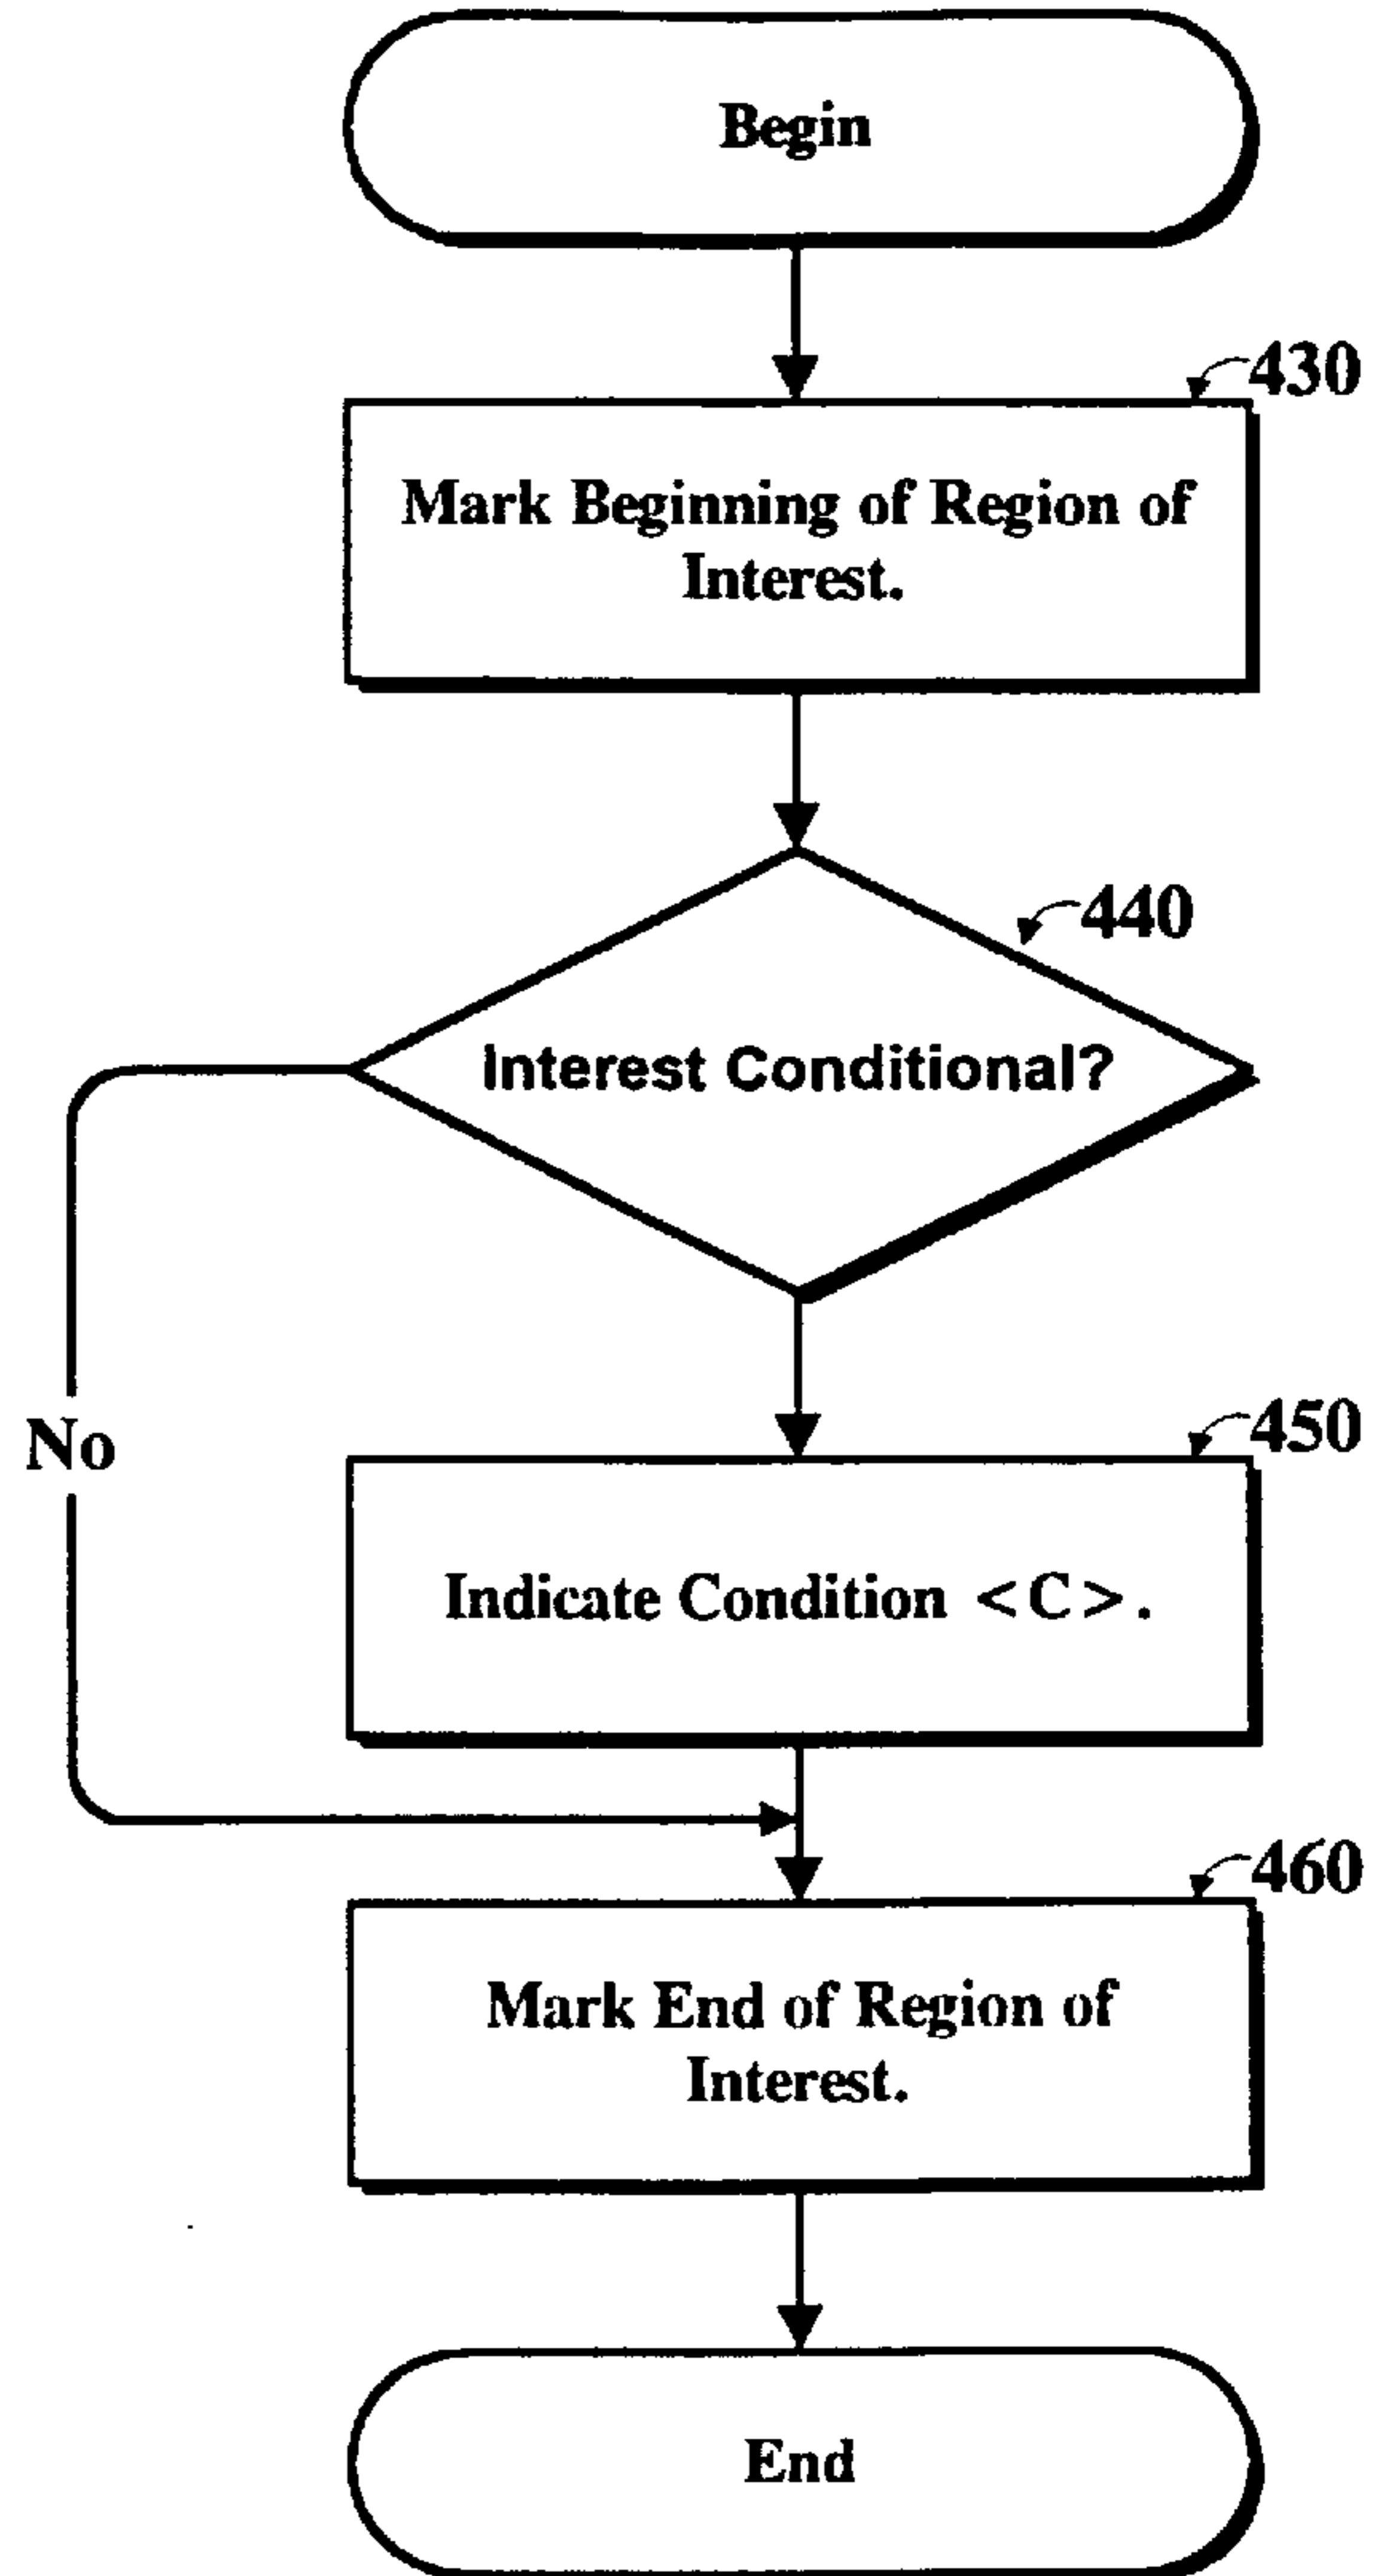 Begin
430
Mark Beginning of Region of
Interest.
440
Interest Conditional?
No
450
Indicate Condition <C>.
460
Mark End of Region of
Interest.
End